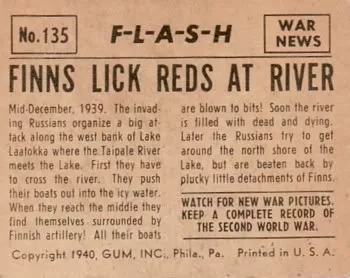 No. 135
F-L-A-S-H
WAR
NEWS
FINNS LICK REDS AT RIVER
Mid-December, 1939. The invad-
ing Russians organize a big at-
tack along the west bank of Lake
Laatokka where the Taipale River
meets the Lake. First they have
to cross the river. They push
their boats out into the icy water.
When they reach the middle they
find themselves surrounded by
Finnish artillery! All their boats
are blown to bits! Soon the river
is filled with dead and dying.
Later the Russians try to get
around the north shore of the
Lake, but are beaten back by
plucky little detachments of Finns.
WATCH FOR NEW WAR PICTURES.
KEEP A COMPLETE RECORD OF
THE SECOND WORLD WAR.
Copyright 1940, GUM, INC., Phila., Pa. Printed in U. S. A.